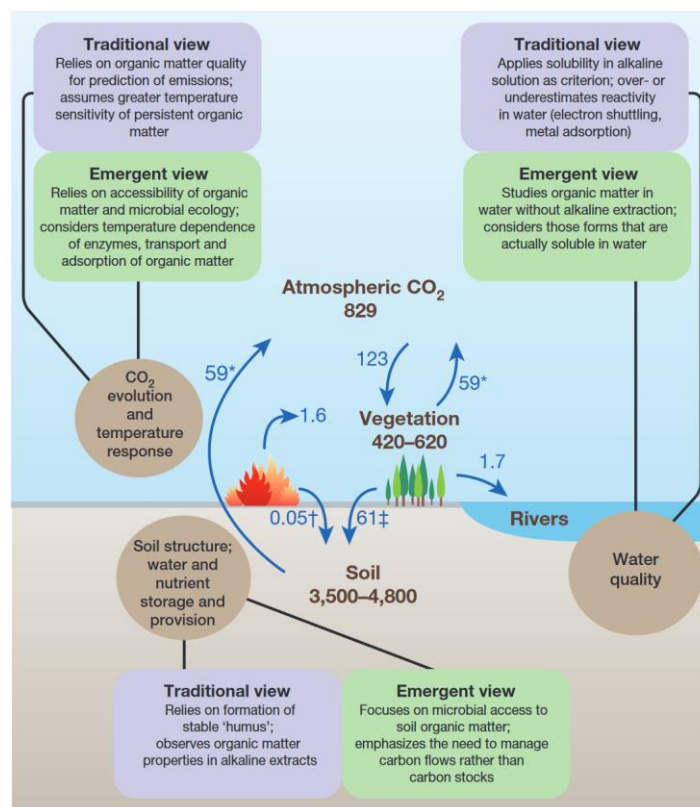 Traditional view
Relies on organic matter quality
for prediction of emissions;
assumes greater temperature
sensitivity of persistent organic
matter
Emergent view
Relies on accessibility of organic
matter and microbial ecology;
considers temperature dependence
of enzymes, transport and
adsorption of organic matter
Traditional view
Applies solubility in alkaline
solution as criterion; over- or
underestimates reactivity
in water (electron shuttling,
metal adsorption)
Emergent view
Studies organic matter in
water without alkaline extraction;
considers those forms that are
actually soluble in water
Atmospheric CO₂
829
CO₂
evolution and
temperature
response
59*
123
59*
1.6
Vegetation
420–620
1.7
0.05†
61‡
Rivers
Soil structure;
water and
nutrient
storage and
provision
Soil
3,500–4,800
Water
quality
Traditional view
Relies on formation of
stable ‘humus’;
observes organic matter
properties in alkaline extracts
Emergent view
Focuses on microbial access to
soil organic matter;
emphasizes the need to manage
carbon flows rather than
carbon stocks